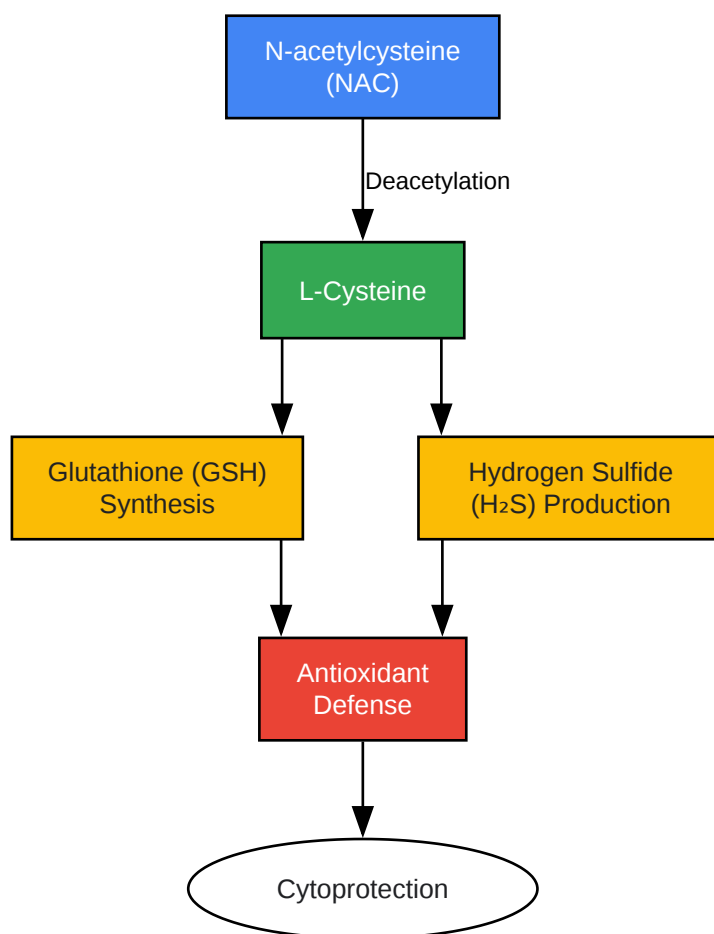 N-acetylcysteine
(NAC)
Deacetylation
L-Cysteine
Glutathione (GSH)
Synthesis
Hydrogen Sulfide
(H₂S) Production
Antioxidant
Defense
Cytoprotection